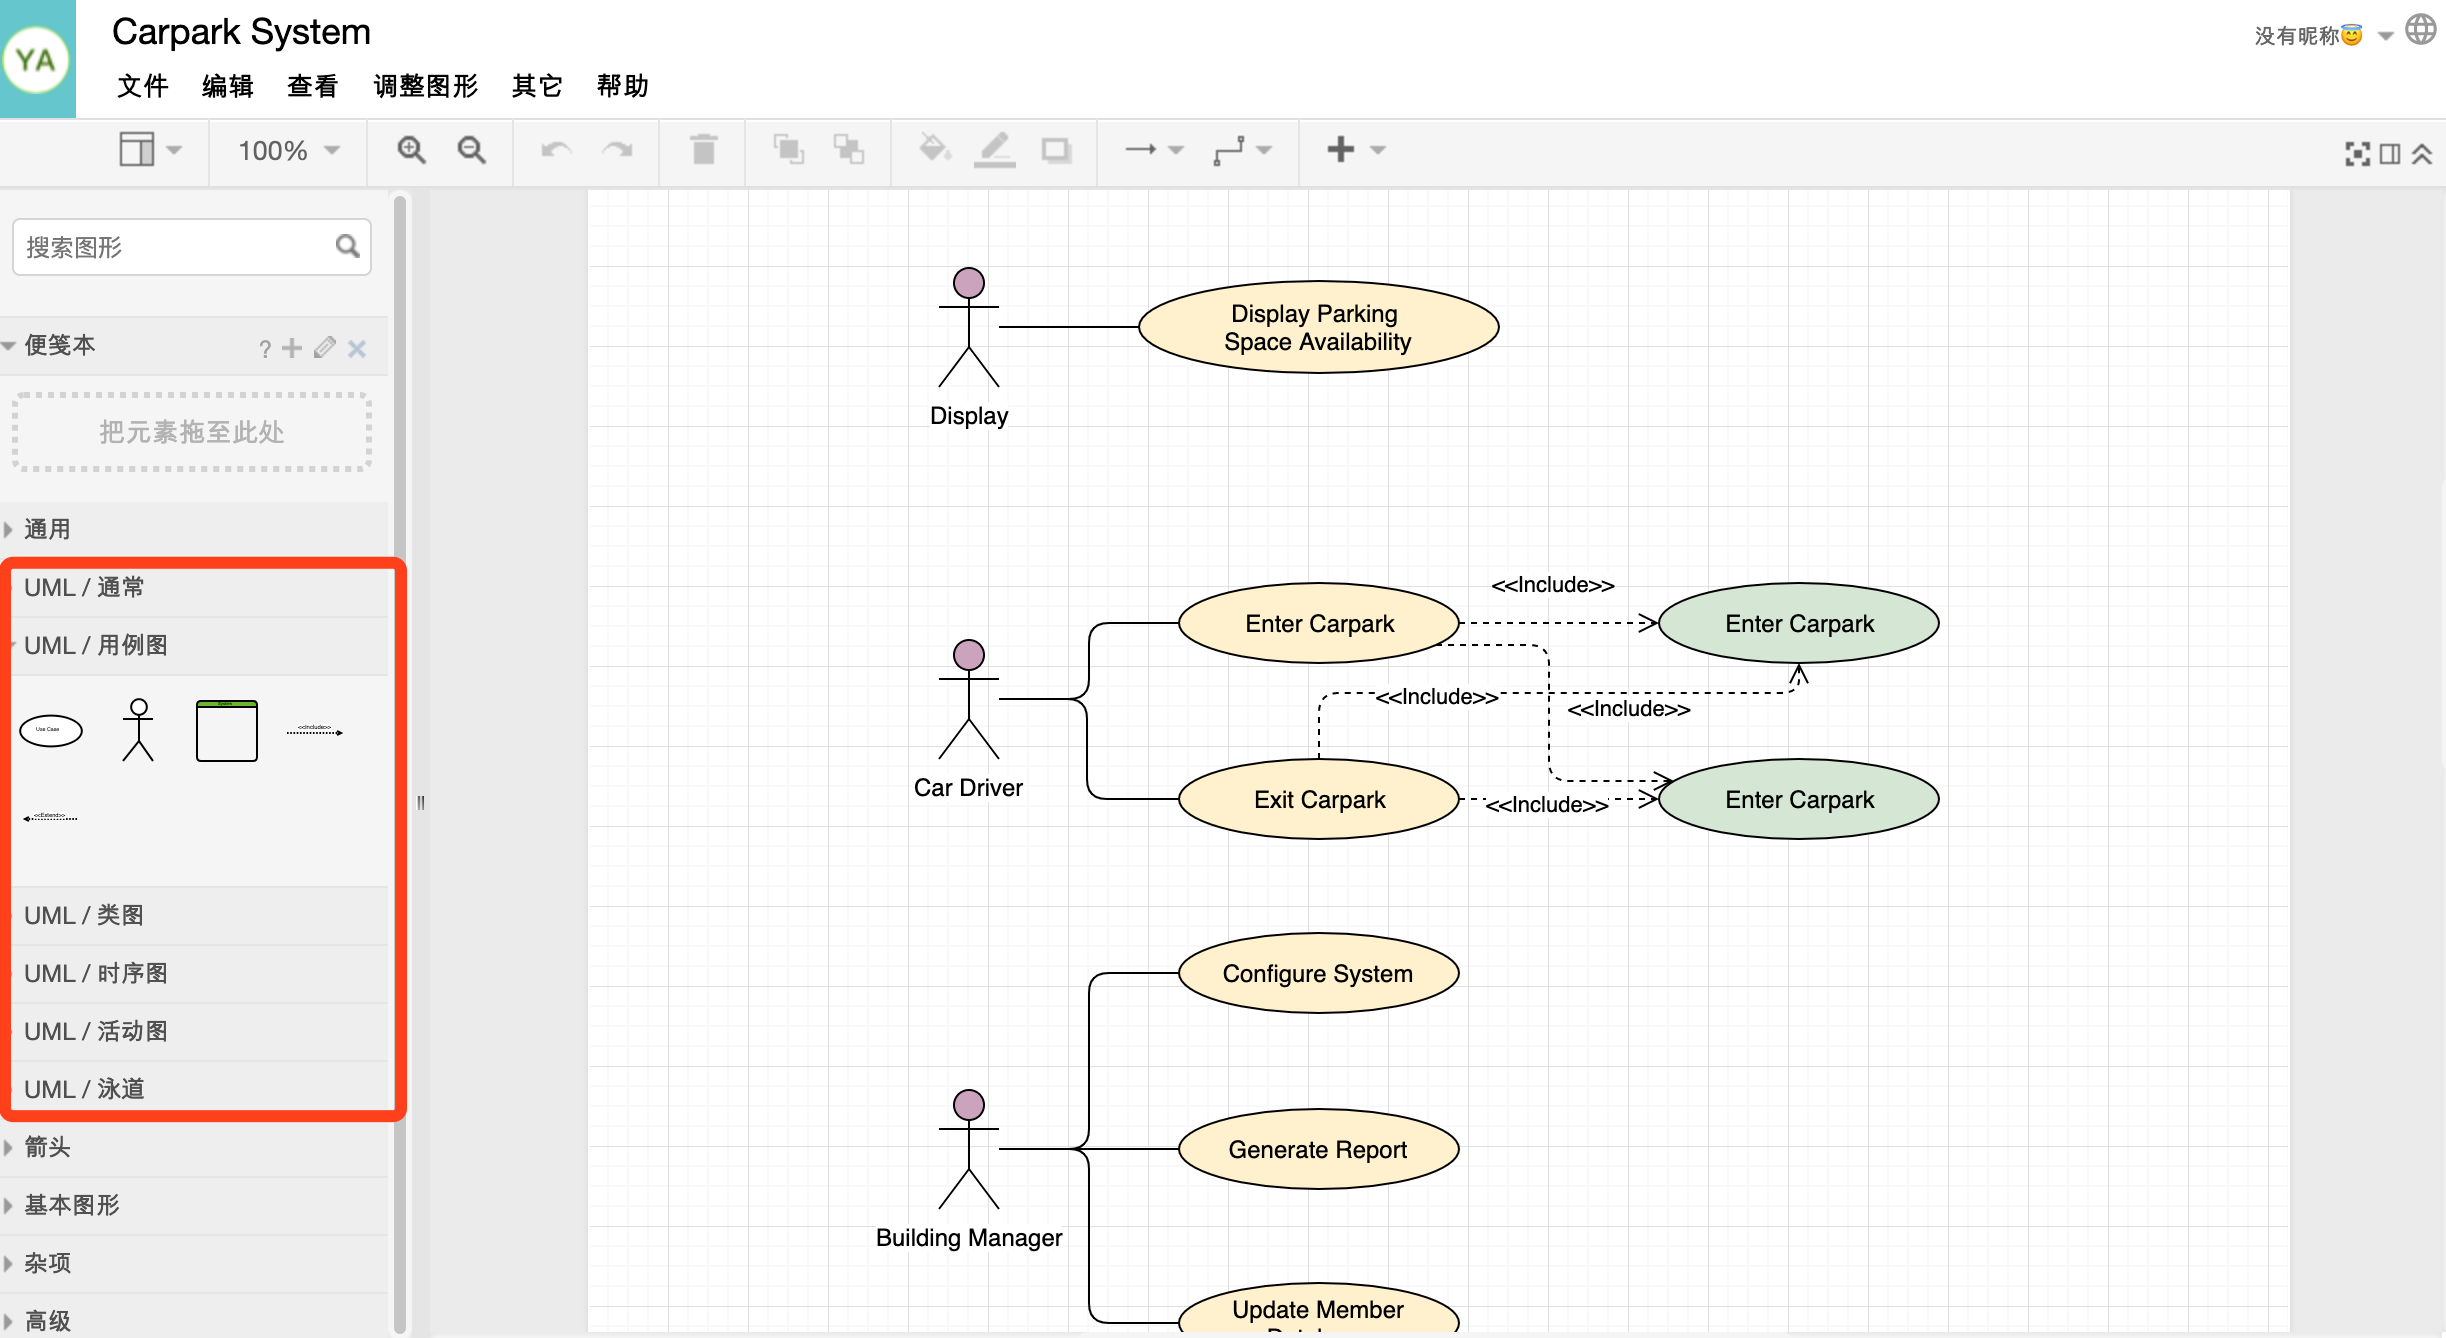 YA
Carpark System
没有昵称😇
文件 编辑 查看 调整图形 其它 帮助
100%
搜索图形
便笺本
?
把元素拖至此处
通用
UML / 通常
UML / 用例图
Use Case
System
<<Include>>
<<Extend>>
UML / 类图
UML / 时序图
UML / 活动图
UML / 泳道
箭头
基本图形
杂项
高级
Display Parking
Space Availability
Display
<<Include>>
Enter Carpark
Enter Carpark
<<Include>>
<<Include>>
Car Driver
Exit Carpark
<<Include>>
Enter Carpark
Configure System
Generate Report
Building Manager
Update Member